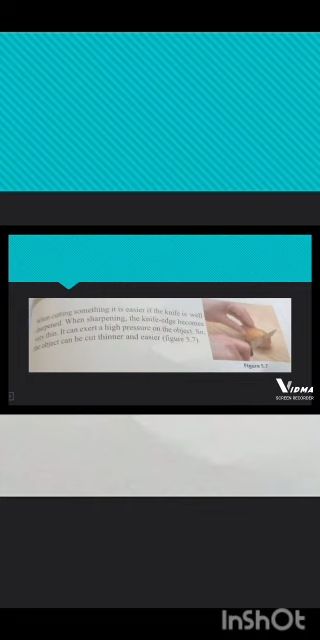 When cutting something it is easier if the knife is well
sharpened. When sharpening, the knife-edge becomes
very thin. It can exert a high pressure on the object. So,
the object can be cut thinner and easier (figure 5.7).
Figure 5.7
VIDMA
SCREEN RECORDER
InShOt